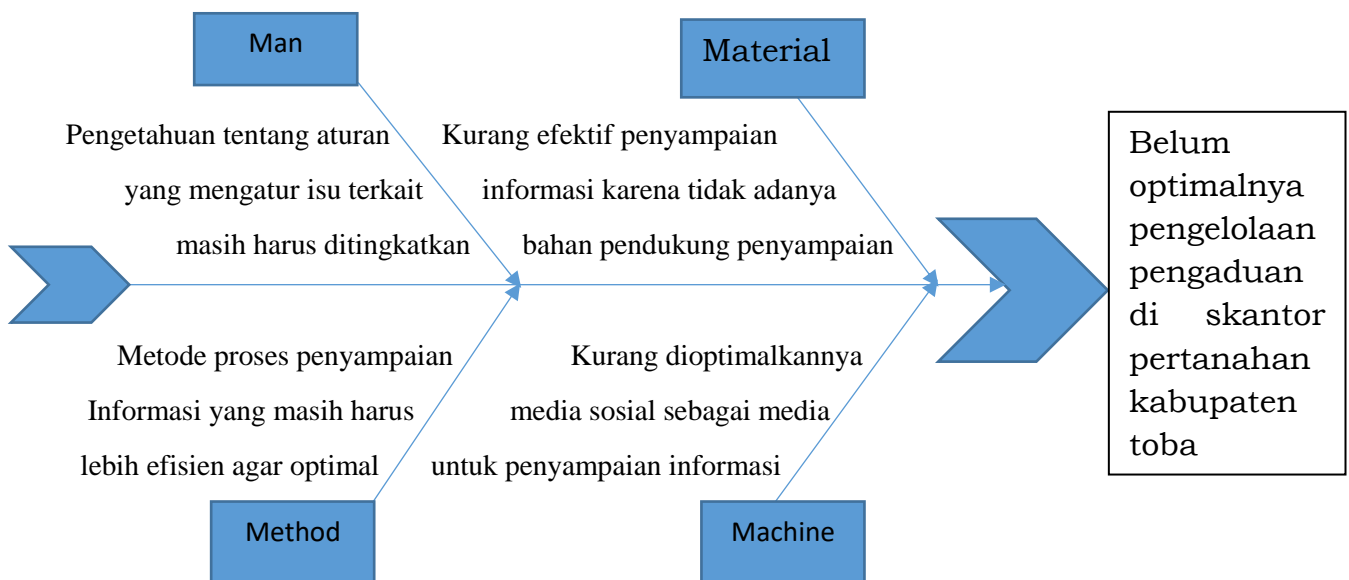 Man
Pengetahuan tentang aturan
yang mengatur isu terkait
masih harus ditingkatkan
Material
Kurang efektif penyampaian
informasi karena tidak adanya
bahan pendukung penyampaian
Metode proses penyampaian
Informasi yang masih harus
lebih efisien agar optimal
Method
Kurang dioptimalkannya
media sosial sebagai media
untuk penyampaian informasi
Machine
Belum
optimalnya
pengelolaan
pengaduan
di skantor
pertanahan
kabupaten
toba